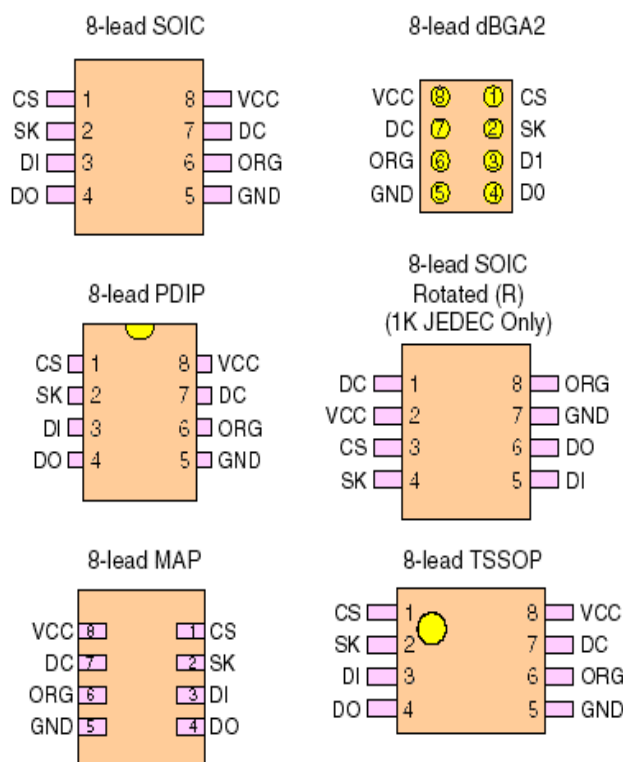 8-lead SOIC
CS 1 8 VCC
SK 2 7 DC
DI 3 6 ORG
DO 4 5 GND
8-lead dBGA2
VCC 8 1 CS
DC 7 2 SK
ORG 6 3 D1
GND 5 4 D0
8-lead PDIP
CS 1 8 VCC
SK 2 7 DC
DI 3 6 ORG
DO 4 5 GND
8-lead SOIC
Rotated (R)
(1K JEDEC Only)
DC 1 8 ORG
VCC 2 7 GND
CS 3 6 DO
SK 4 5 DI
8-lead MAP
VCC 8 1 CS
DC 7 2 SK
ORG 6 3 DI
GND 5 4 DO
8-lead TSSOP
CS 1 8 VCC
SK 2 7 DC
DI 3 6 ORG
DO 4 5 GND